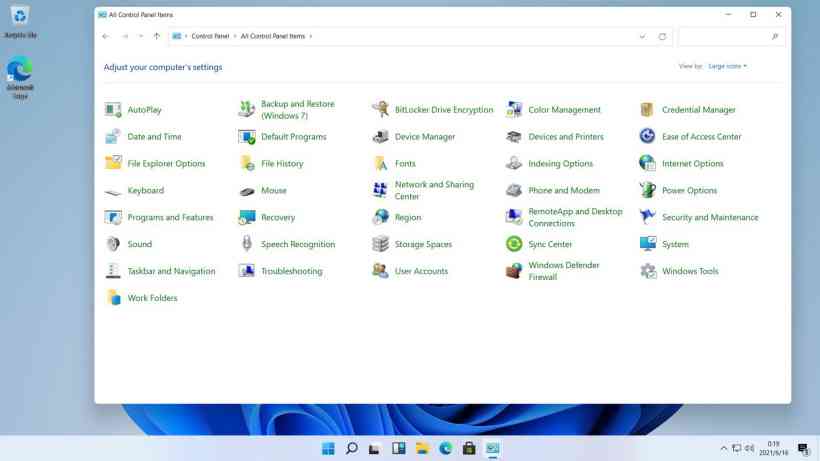 Recycle Bin
Microsoft
Edge
All Control Panel Items
Control Panel > All Control Panel Items >
Adjust your computer's settings
View by: Large icons
AutoPlay
Backup and Restore
(Windows 7)
BitLocker Drive Encryption
Color Management
Credential Manager
Date and Time
Default Programs
Device Manager
Devices and Printers
Ease of Access Center
File Explorer Options
File History
Fonts
Indexing Options
Internet Options
Keyboard
Mouse
Network and Sharing
Center
Phone and Modem
Power Options
Programs and Features
Recovery
Region
RemoteApp and Desktop
Connections
Security and Maintenance
Sound
Speech Recognition
Storage Spaces
Sync Center
System
Taskbar and Navigation
Troubleshooting
User Accounts
Windows Defender
Firewall
Windows Tools
Work Folders
0:19
2021/6/16